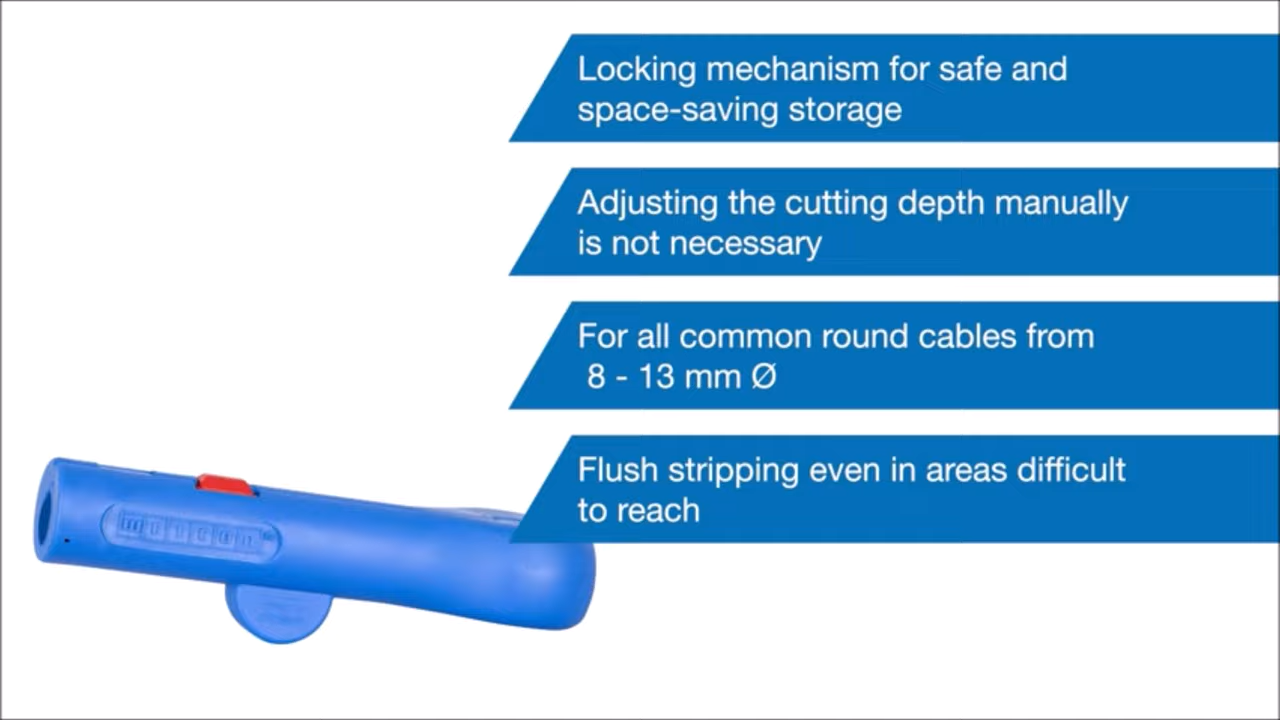 Locking mechanism for safe and
space-saving storage
Adjusting the cutting depth manually
is not necessary
For all common round cables from
8 - 13 mm Ø
Flush stripping even in areas difficult
to reach